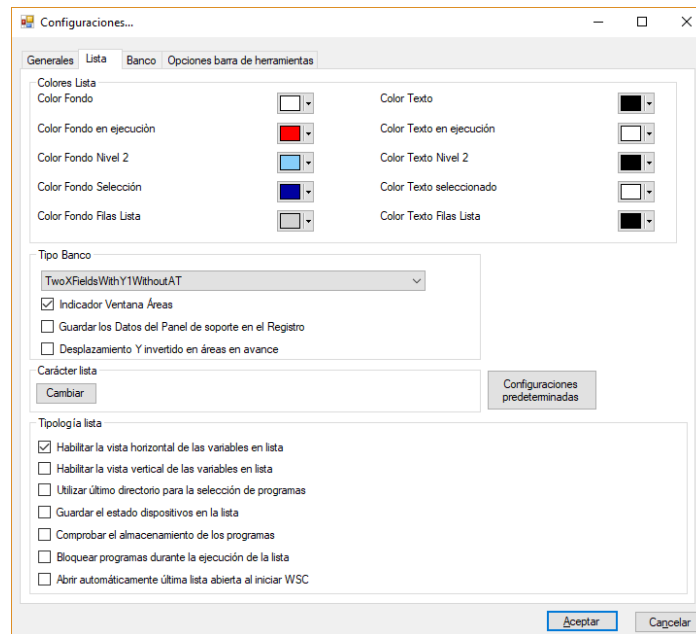 Configuraciones...
Generales Lista Banco Opciones barra de herramientas
Colores Lista
Color Fondo Color Texto
Color Fondo en ejecuciòn Color Texto en ejecuciòn
Color Fondo Nivel 2 Color Texto Nivel 2
Color Fondo Selección Color Texto seleccionado
Color Fondo Filas Lista Color Texto Filas Lista
Tipo Banco
TwoXFieldsWithY1WithoutAT
Indicador Ventana Áreas
Guardar los Datos del Panel de soporte en el Registro
Desplazamiento Y invertido en áreas en avance
Carácter lista
Cambiar
Configuraciones
predeterminadas
Tipología lista
Habilitar la vista horizontal de las variables en lista
Habilitar la vista vertical de las variables en lista
Utilizar último directorio para la selección de programas
Guardar el estado dispositivos en la lista
Comprobar el almacenamiento de los programas
Bloquear programas durante la ejecución de la lista
Abrir automáticamente última lista abierta al iniciar WSC
Aceptar Cancelar